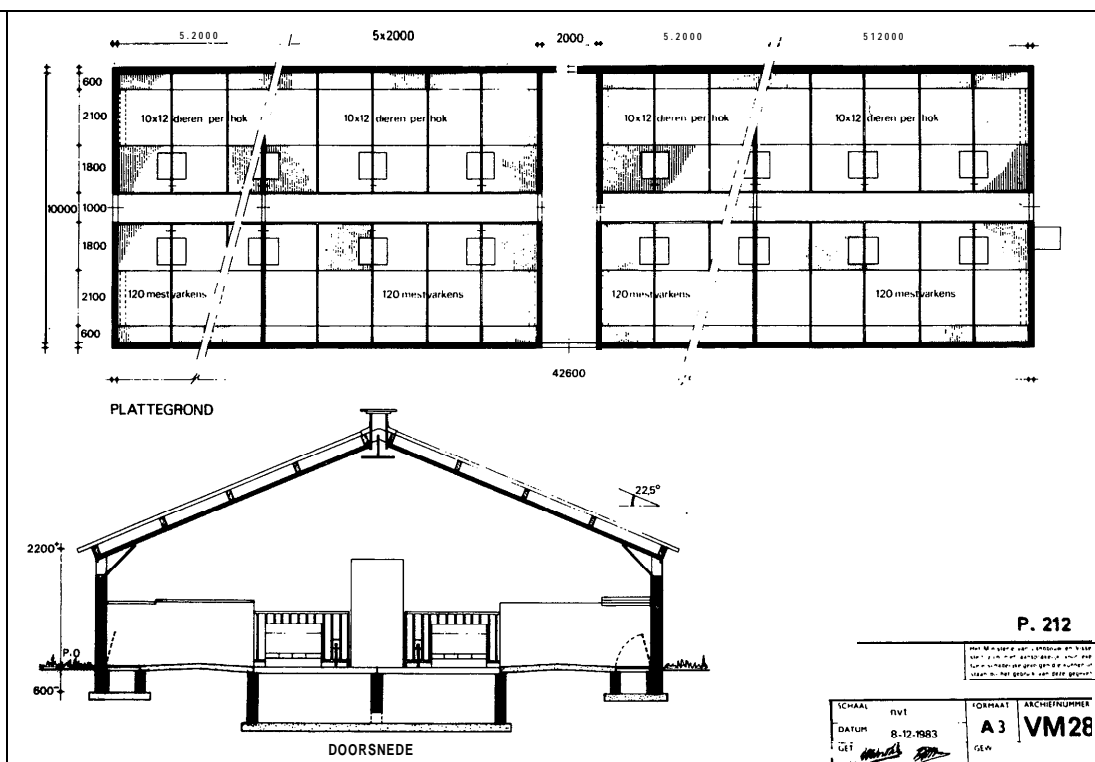 5.2000 5x2000 2000 5.2000 512000
600
2100
1800
10000 1000
1800
2100
600
10x12 dieren per hok 10x12 dieren per hok 10x12 dieren per hok 10x12 dieren per hok
120 mestvarkens 120 mestvarkens 120 mestvarkens 120 mestvarkens
42600
PLATTEGROND
22,5°
2200+
P.0
600-
DOORSNEDE
P. 212
SCHAAL nvt
FORMAAT A3
ARCHIEFNUMMER VM28
DATUM 8-12-1983
GET
GEW